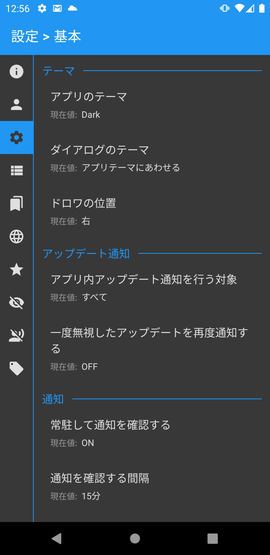 12:56
設定 > 基本
テーマ
アプリのテーマ
現在値: Dark
ダイアログのテーマ
現在値: アプリテーマにあわせる
ドロワの位置
現在値: 右
アップデート通知
アプリ内アップデート通知を行う対象
現在値: すべて
一度無視したアップデートを再度通知す
る
現在値: OFF
通知
常駐して通知を確認する
現在値: ON
通知を確認する間隔
現在値: 15分